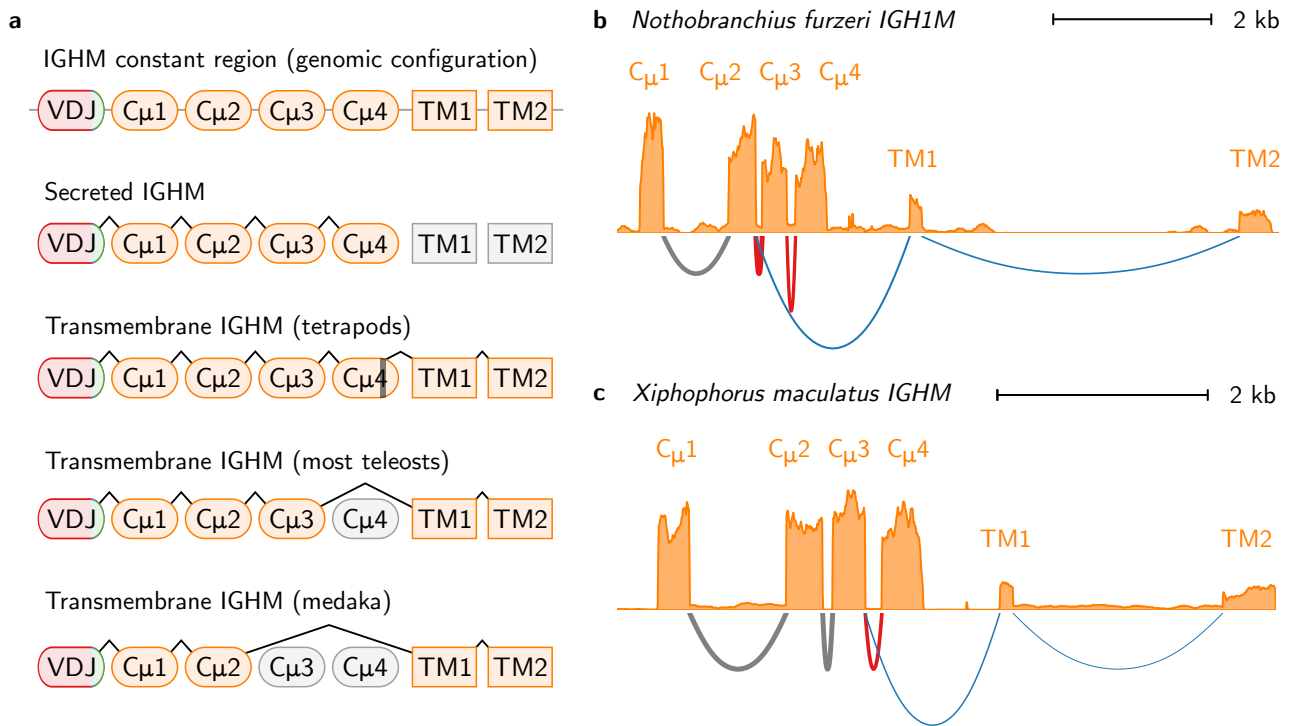 a
IGHM constant region (genomic configuration)
VDJ Cμ1 Cμ2 Cμ3 Cμ4 TM1 TM2
Secreted IGHM
VDJ Cμ1 Cμ2 Cμ3 Cμ4 TM1 TM2
Transmembrane IGHM (tetrapods)
VDJ Cμ1 Cμ2 Cμ3 Cμ4 TM1 TM2
Transmembrane IGHM (most teleosts)
VDJ Cμ1 Cμ2 Cμ3 Cμ4 TM1 TM2
Transmembrane IGHM (medaka)
VDJ Cμ1 Cμ2 Cμ3 Cμ4 TM1 TM2
b Nothobranchius furzeri IGH1M 2 kb
Cμ1 Cμ2 Cμ3 Cμ4
TM1 TM2
c Xiphophorus maculatus IGHM 2 kb
Cμ1 Cμ2 Cμ3 Cμ4
TM1 TM2